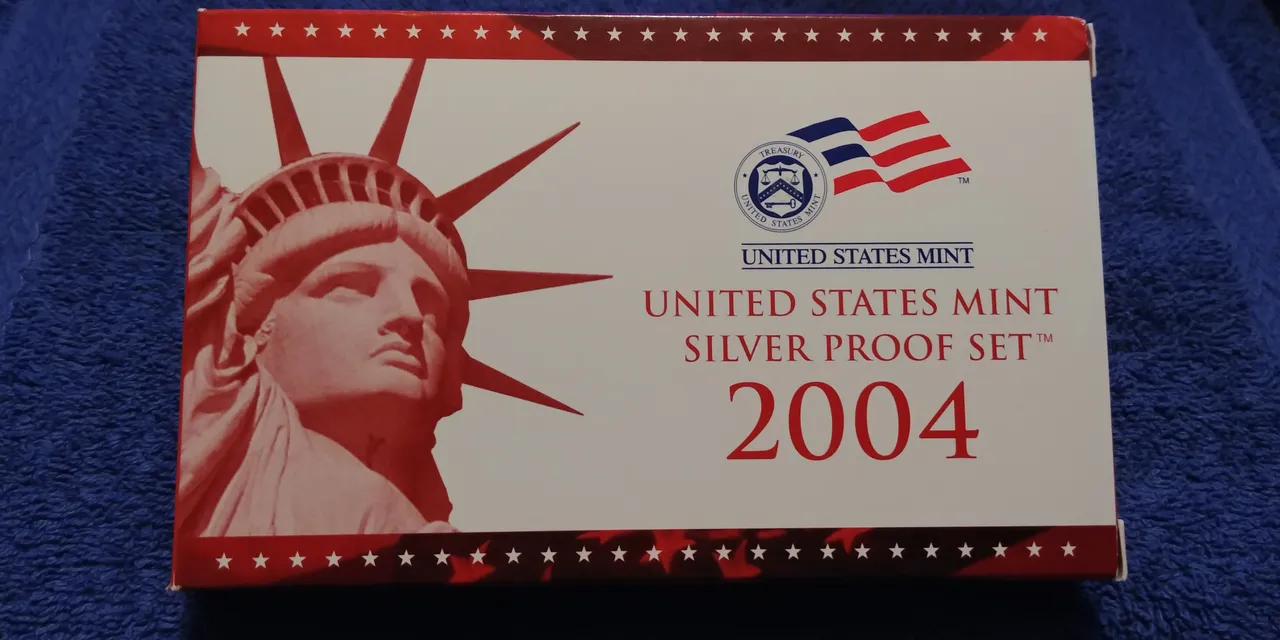 TREASURY
UNITED STATES MINT
TM
UNITED STATES MINT
UNITED STATES MINT
SILVER PROOF SET™
2004